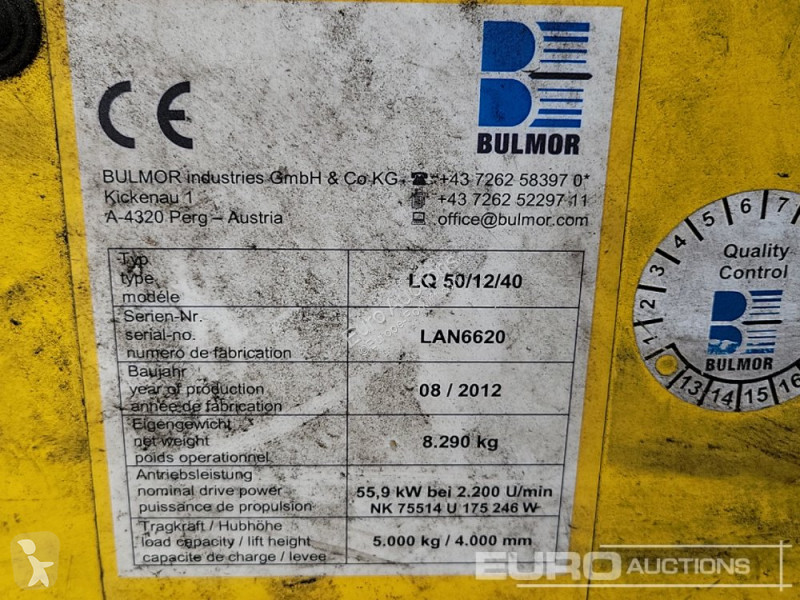 CE
BULMOR
BULMOR industries GmbH & Co KG
Kickenau 1
A-4320 Perg – Austria
+43 7262 58397 0*
+43 7262 52297 11
office@bulmor.com
Typ
type
modéle
LQ 50/12/40
Serien-Nr.
serial-no.
numero de fabrication
LAN6620
Baujahr
year of production
année de fabrication
08 / 2012
Eigengewicht
net weight
poids operationnel
8.290 kg
Antriebsleistung
nominal drive power
puissance de propulsion
55,9 kW bei 2.200 U/min
NK 75514 U 175 246 W
Tragkraft / Hubhöhe
load capacity / lift height
capacite de charge / levee
5.000 kg / 4.000 mm
1 2 3 4 5 6 7
Quality
Control
BULMOR
13 14 15 16
EURO AUCTIONS